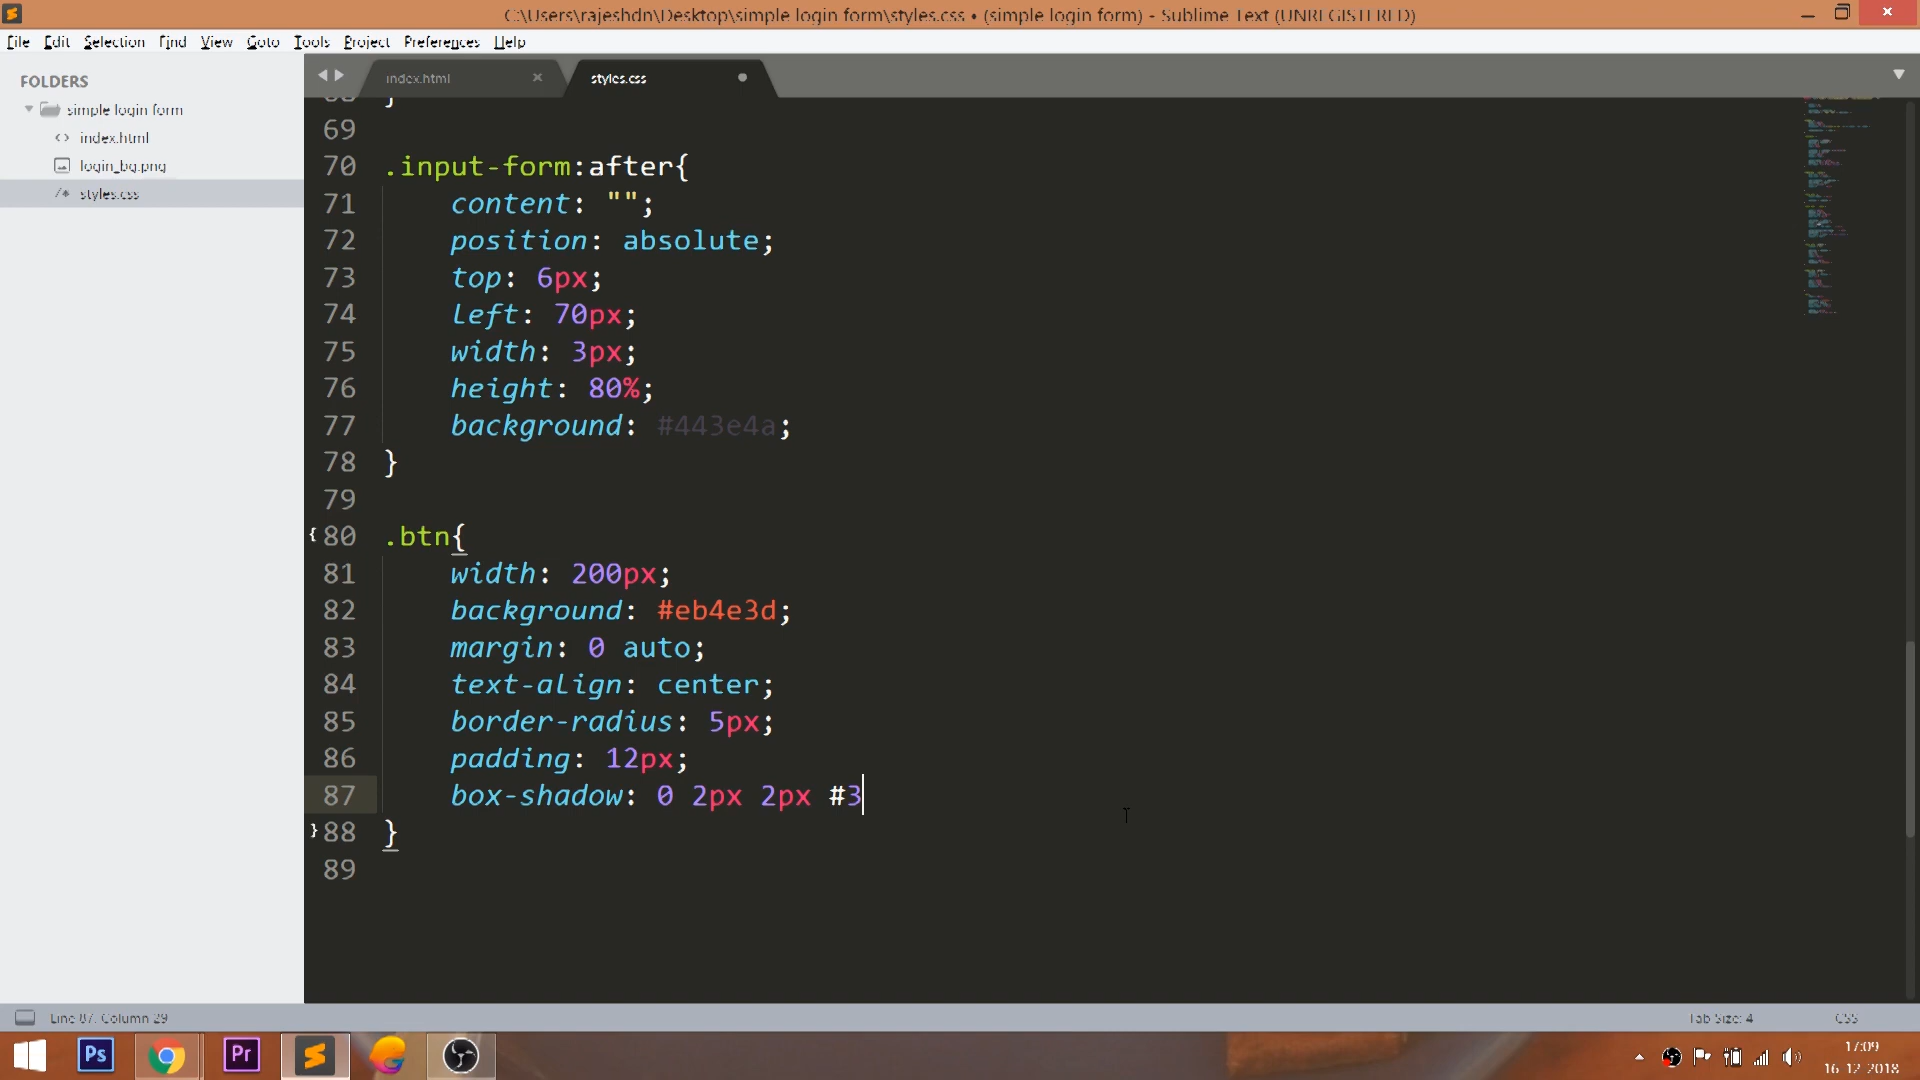 C:\Users\rajeshdn\Desktop\simple login form\styles.css • (simple login form) - Sublime Text (UNREGISTERED)
File Edit Selection Find View Goto Tools Project Preferences Help
FOLDERS
simple login form
index.html
login_bg.png
styles.css
index.html
styles.css
69
70 .input-form:after{
71 content: "";
72 position: absolute;
73 top: 6px;
74 left: 70px;
75 width: 3px;
76 height: 80%;
77 background: #443e4a;
78 }
79
80 .btn{
81 width: 200px;
82 background: #eb4e3d;
83 margin: 0 auto;
84 text-align: center;
85 border-radius: 5px;
86 padding: 12px;
87 box-shadow: 0 2px 2px #3
88 }
89
Line 87, Column 29
Tab Size: 4
CSS
Ps
Pr
17:09
16-12-2018